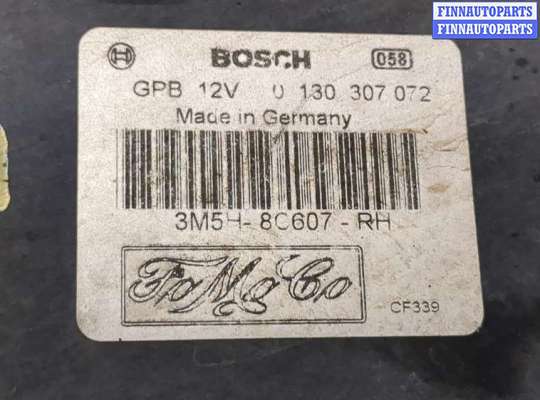 FINNAUTOPARTS
FINNAUTOPARTS
BOSCH 058
GPB 12V 0 130 307 072
Made in Germany
3M5H-8C607-RH
FoMoCo
CF339